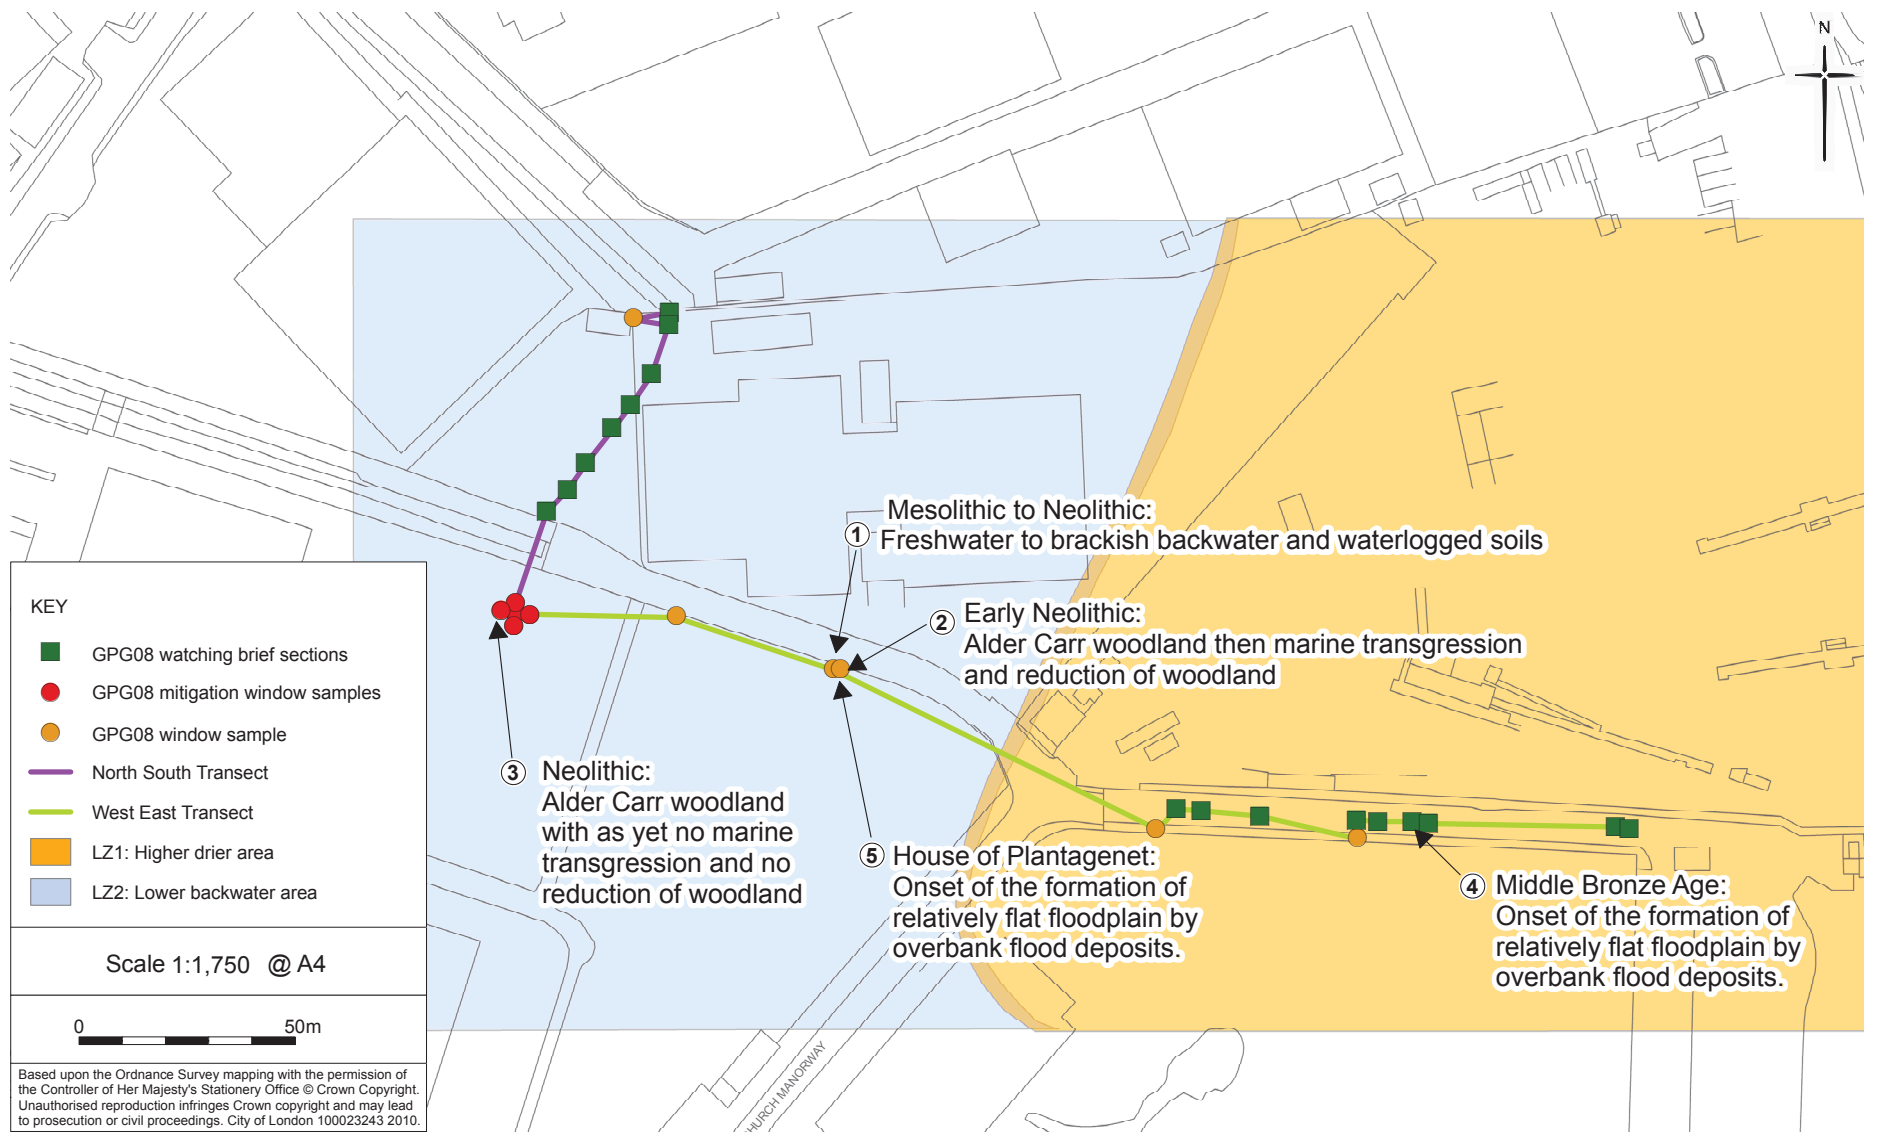 N
Mesolithic to Neolithic:
1 Freshwater to brackish backwater and waterlogged soils
2 Early Neolithic:
Alder Carr woodland then marine transgression
and reduction of woodland
3 Neolithic:
Alder Carr woodland
with as yet no marine
transgression and no
reduction of woodland
5 House of Plantagenet:
Onset of the formation of
relatively flat floodplain by
overbank flood deposits.
4 Middle Bronze Age:
Onset of the formation of
relatively flat floodplain by
overbank flood deposits.
KEY
GPG08 watching brief sections
GPG08 mitigation window samples
GPG08 window sample
North South Transect
West East Transect
LZ1: Higher drier area
LZ2: Lower backwater area
Scale 1:1,750 @ A4
0 50m
Based upon the Ordnance Survey mapping with the permission of
the Controller of Her Majesty's Stationery Office © Crown Copyright.
Unauthorised reproduction infringes Crown copyright and may lead
to prosecution or civil proceedings. City of London 100023243 2010.
HURCH MANORWAY